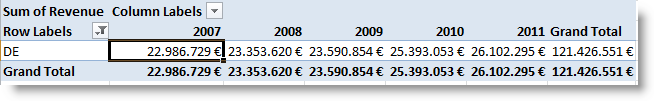 Sum of Revenue Column Labels
Row Labels 2007 2008 2009 2010 2011 Grand Total
DE 22.986.729 € 23.353.620 € 23.590.854 € 25.393.053 € 26.102.295 € 121.426.551 €
Grand Total 22.986.729 € 23.353.620 € 23.590.854 € 25.393.053 € 26.102.295 € 121.426.551 €